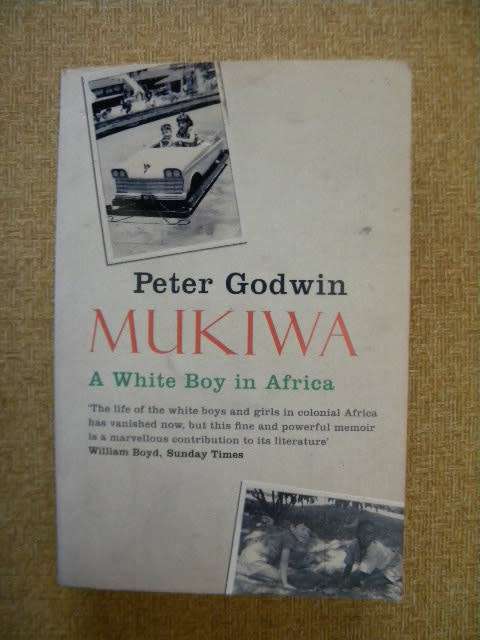 Peter Godwin
MUKIWA
A White Boy in Africa
'The life of the white boys and girls in colonial Africa
has vanished now, but this fine and powerful memoir
is a marvellous contribution to its literature'
William Boyd, Sunday Times